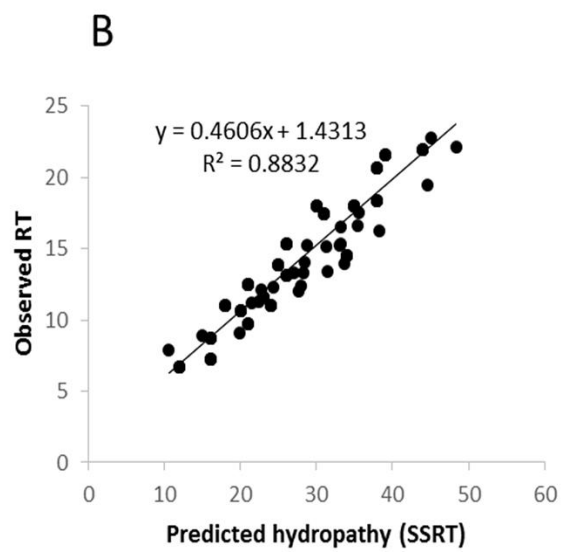 B
25
20
15
10
5
0
y = 0.4606x + 1.4313
R² = 0.8832
Observed RT
0 10 20 30 40 50 60
Predicted hydropathy (SSRT)